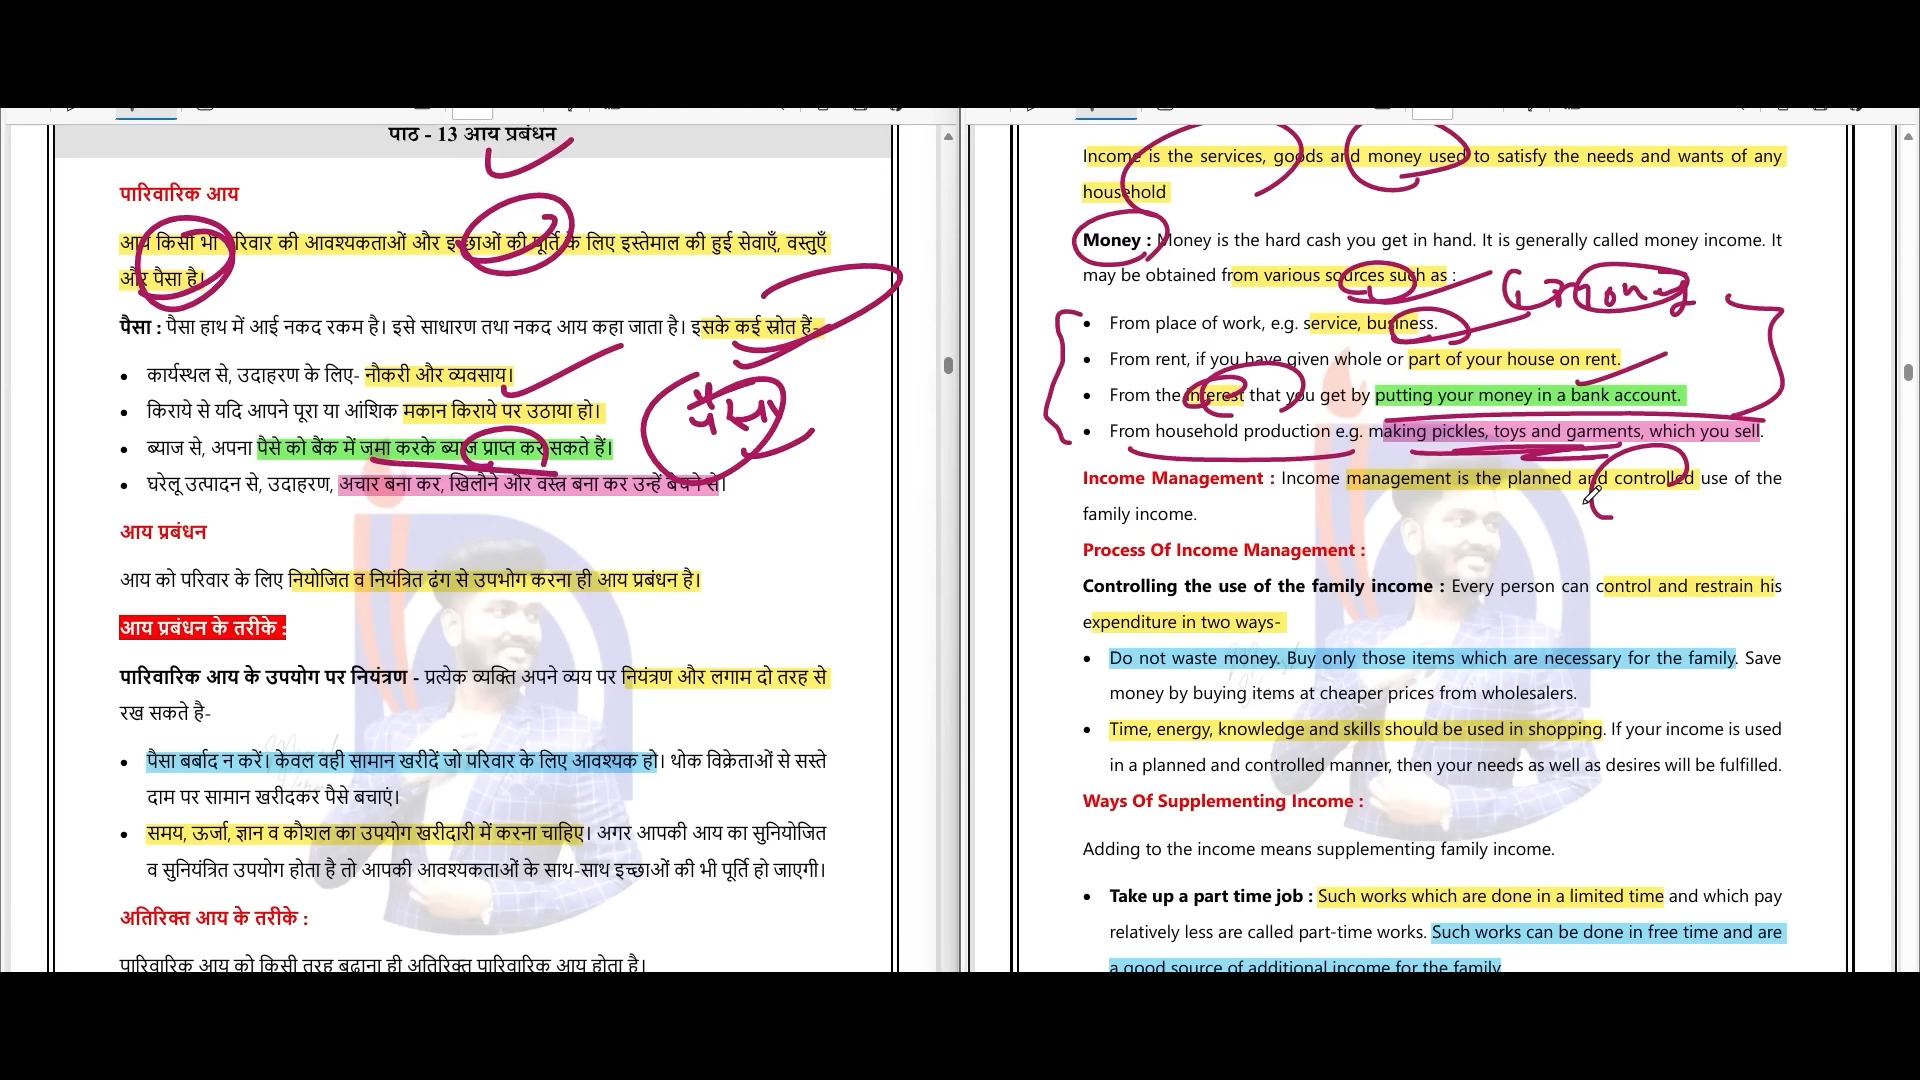 पाठ - 13 आय प्रबंधन
पारिवारिक आय
आय किसी भी परिवार की आवश्यकताओं और इच्छाओं की पूर्ति के लिए इस्तेमाल की हुई सेवाएँ, वस्तुएँ
और पैसा है।
पैसा : पैसा हाथ में आई नकद रकम है। इसे साधारण तथा नकद आय कहा जाता है। इसके कई स्रोत हैं-
• कार्यस्थल से, उदाहरण के लिए- नौकरी और व्यवसाय।
• किराये से यदि आपने पूरा या आंशिक मकान किराये पर उठाया हो।
• ब्याज से, अपना पैसे को बैंक में जमा करके ब्याज प्राप्त कर सकते हैं।
• घरेलू उत्पादन से, उदाहरण, अचार बना कर, खिलौने और वस्त्र बना कर उन्हें बेचने से।
पैसा
आय प्रबंधन
आय को परिवार के लिए नियोजित व नियंत्रित ढंग से उपभोग करना ही आय प्रबंधन है।
आय प्रबंधन के तरीके :
पारिवारिक आय के उपयोग पर नियंत्रण - प्रत्येक व्यक्ति अपने व्यय पर नियंत्रण और लगाम दो तरह से
रख सकते है-
• पैसा बर्बाद न करें। केवल वही सामान खरीदें जो परिवार के लिए आवश्यक हो। थोक विक्रेताओं से सस्ते
दाम पर सामान खरीदकर पैसे बचाएं।
• समय, ऊर्जा, ज्ञान व कौशल का उपयोग खरीदारी में करना चाहिए। अगर आपकी आय का सुनियोजित
व सुनियंत्रित उपयोग होता है तो आपकी आवश्यकताओं के साथ-साथ इच्छाओं की भी पूर्ति हो जाएगी।
अतिरिक्त आय के तरीके :
पारिवारिक आय को किसी तरह बढ़ाना ही अतिरिक्त पारिवारिक आय होता है।
Income is the services, goods and money used to satisfy the needs and wants of any
household
Money : Money is the hard cash you get in hand. It is generally called money income. It
may be obtained from various sources such as :
• From place of work, e.g. service, business.
• From rent, if you have given whole or part of your house on rent.
• From the interest that you get by putting your money in a bank account.
• From household production e.g. making pickles, toys and garments, which you sell.
Income Management : Income management is the planned and controlled use of the
family income.
Process Of Income Management :
Controlling the use of the family income : Every person can control and restrain his
expenditure in two ways-
• Do not waste money. Buy only those items which are necessary for the family. Save
money by buying items at cheaper prices from wholesalers.
• Time, energy, knowledge and skills should be used in shopping. If your income is used
in a planned and controlled manner, then your needs as well as desires will be fulfilled.
Ways Of Supplementing Income :
Adding to the income means supplementing family income.
• Take up a part time job : Such works which are done in a limited time and which pay
relatively less are called part-time works. Such works can be done in free time and are
a good source of additional income for the family